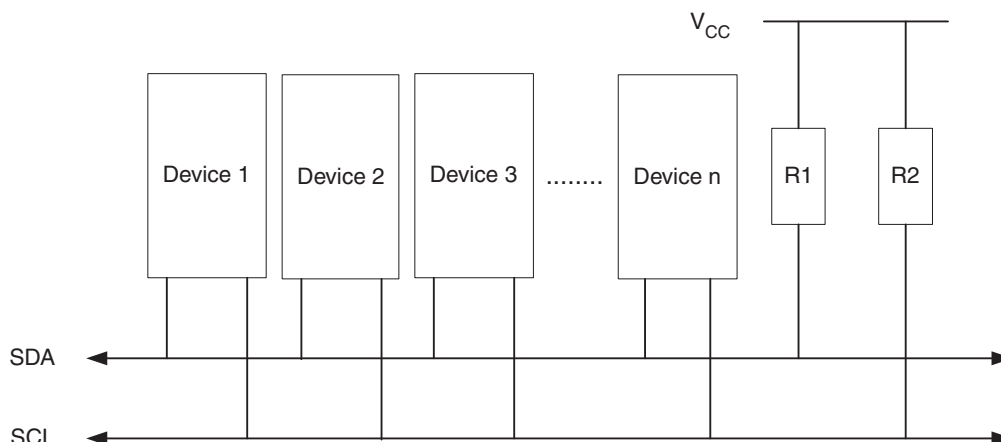 V_CC
Device 1
Device 2
Device 3
........
Device n
R1
R2
SDA
SCL